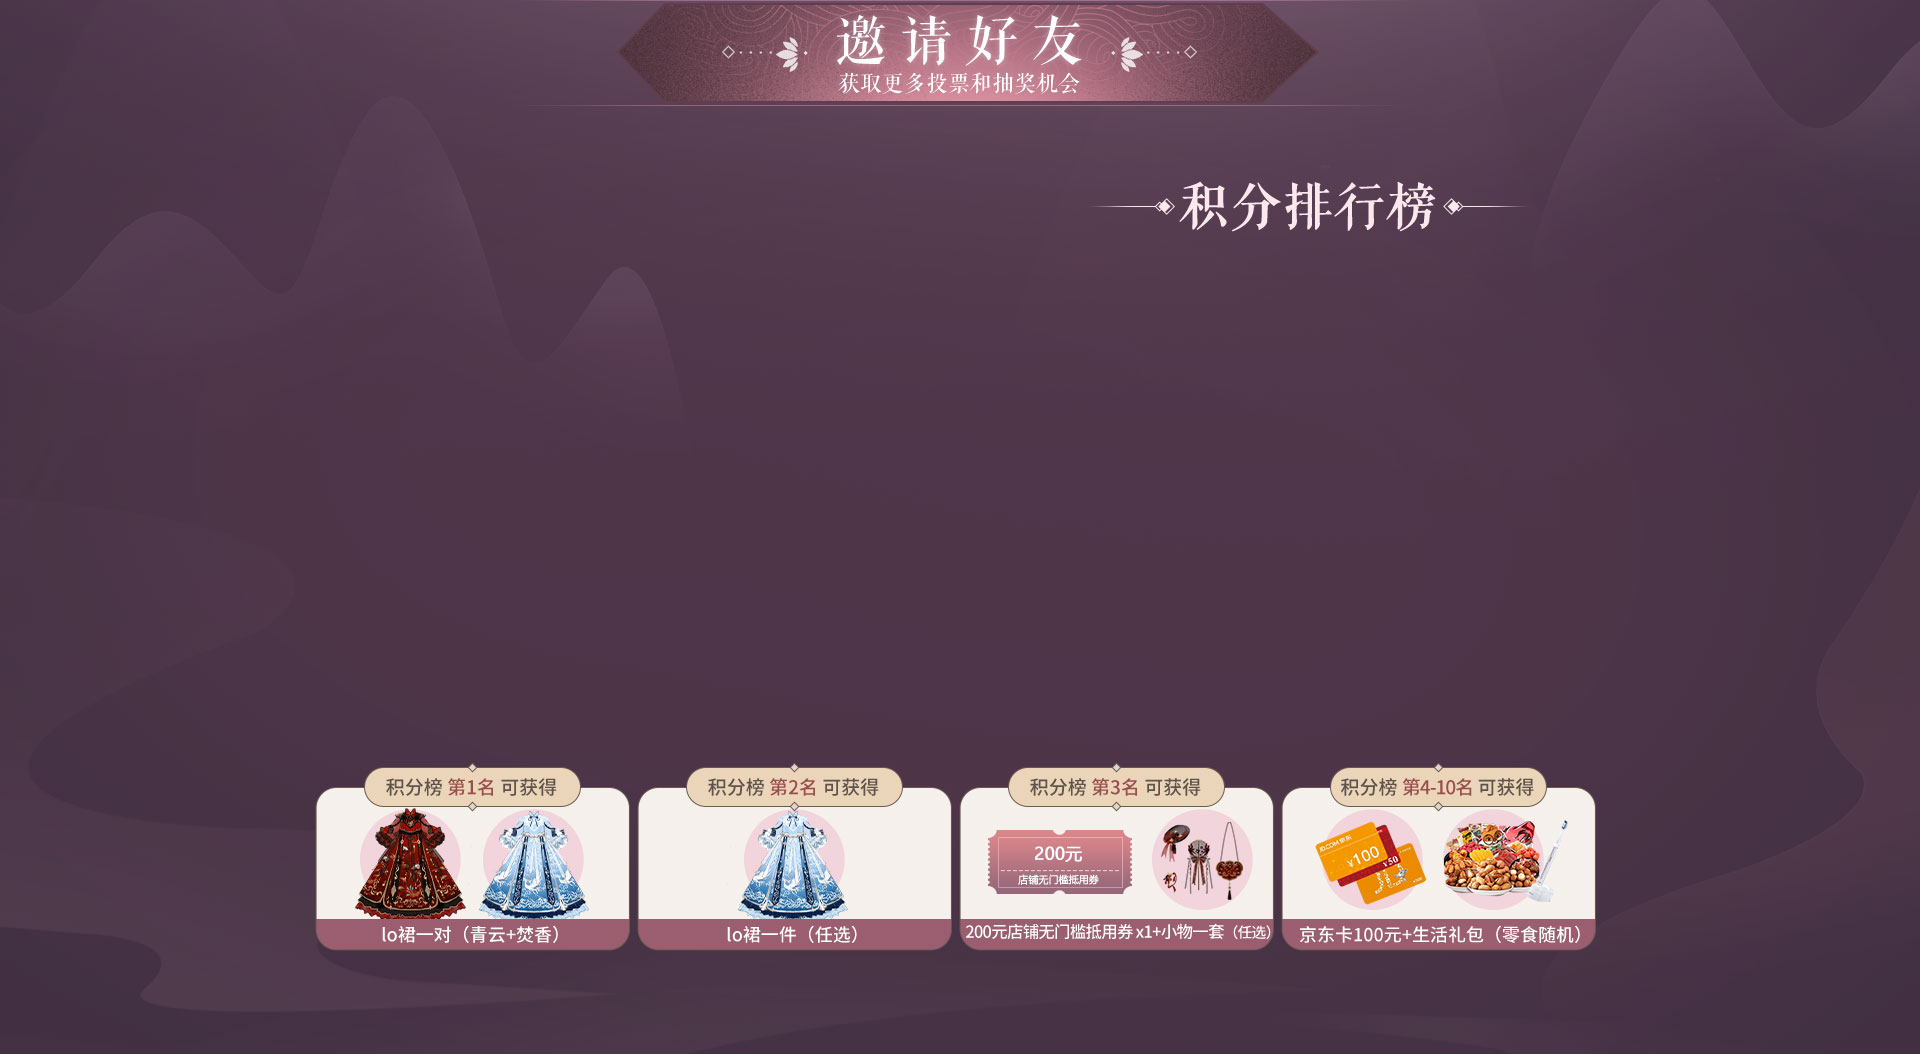 邀请好友
获取更多投票和抽奖机会
积分排行榜
积分榜 第1名 可获得
lo裙一对（青云+焚香）
积分榜 第2名 可获得
lo裙一件（任选）
积分榜 第3名 可获得
200元
店铺无门槛抵用券
200元店铺无门槛抵用券 x1+小物一套（任选）
积分榜 第4-10名 可获得
JD.COM 京东
¥100
¥50
京东卡100元+生活礼包（零食随机）